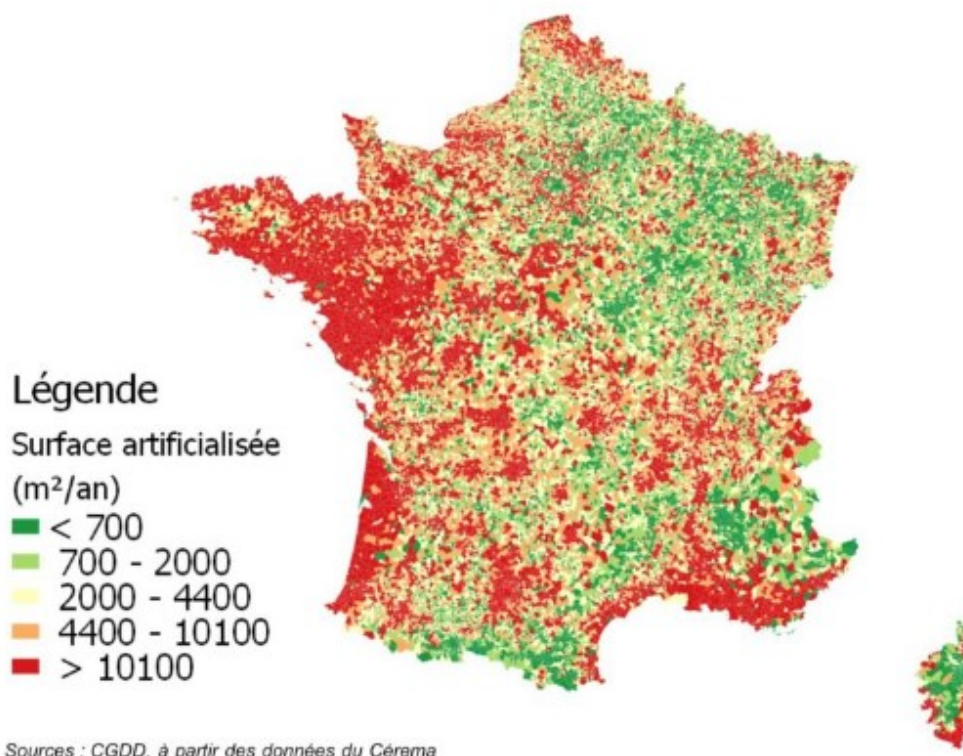 Légende
Surface artificialisée
(m²/an)
< 700
700 - 2000
2000 - 4400
4400 - 10100
> 10100
Sources : CGDD, à partir des données du Cérema